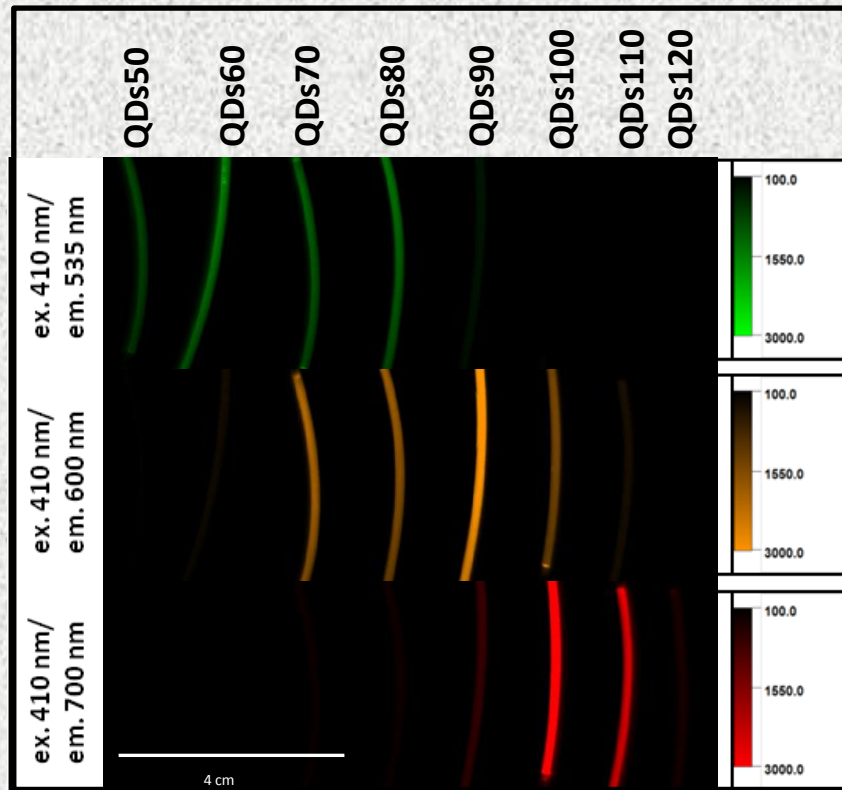 QDs50
QDs60
QDs70
QDs80
QDs90
QDs100
QDs110
QDs120
ex. 410 nm/
em. 535 nm
100.0
1550.0
3000.0
ex. 410 nm/
em. 600 nm
100.0
1550.0
3000.0
ex. 410 nm/
em. 700 nm
100.0
1550.0
3000.0
4 cm